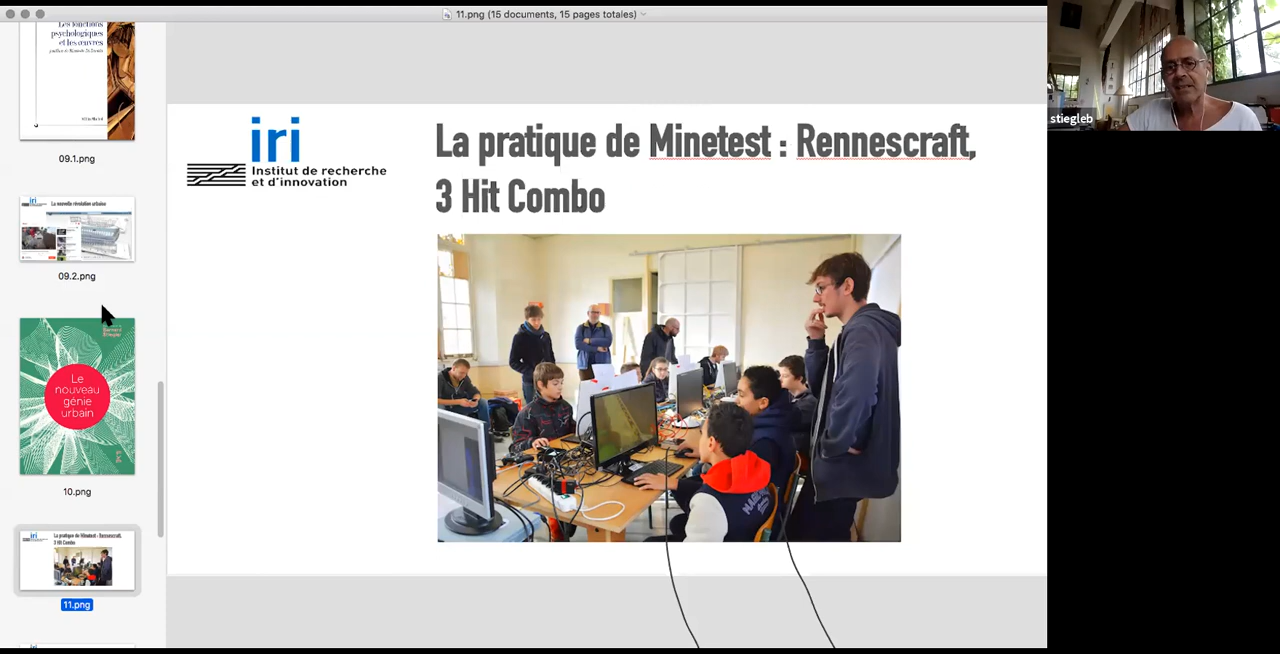 11.png (15 documents, 15 pages totales)
Les fonctions
psychologiques
et les œuvres
09.1.png
iri
La nouvelle révolution urbaine
09.2.png
Le
nouveau
génie
urbain
10.png
iri
La pratique de Minetest : Rennescraft,
3 Hit Combo
11.png
iri
Institut de recherche
et d'innovation
La pratique de Minetest : Rennescraft,
3 Hit Combo
stiegleb